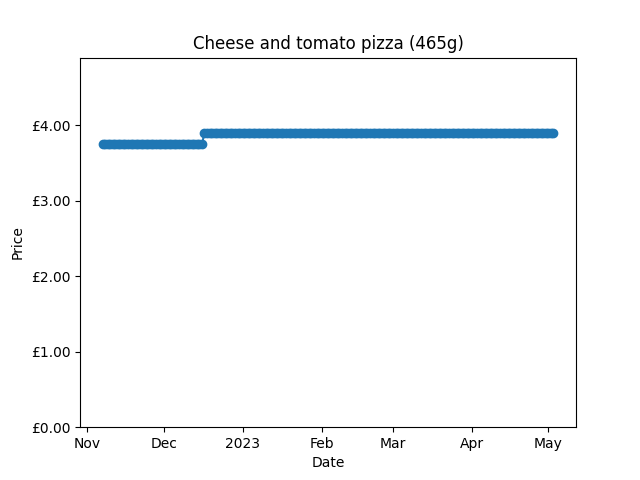 Cheese and tomato pizza (465g)
£4.00
£3.00
£2.00
£1.00
£0.00
Price
Nov Dec 2023 Feb Mar Apr May
Date